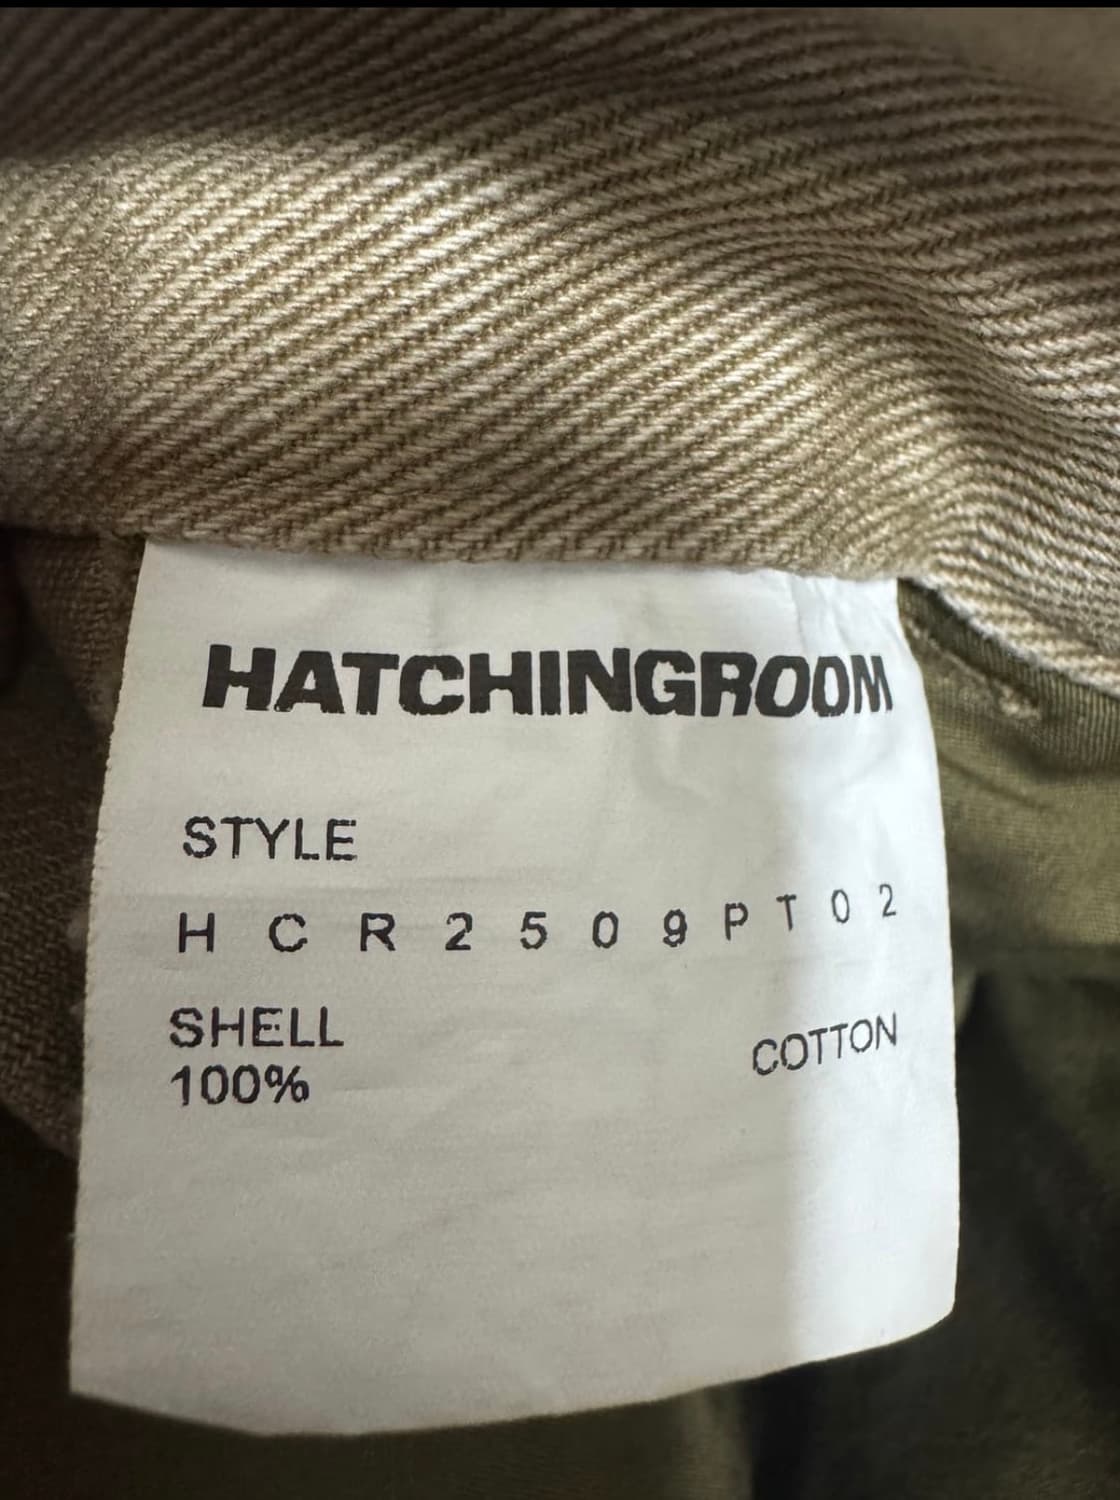 HATCHINGROOM
STYLE
H C R 2 5 0 9 P T 0 2
SHELL
100% COTTON